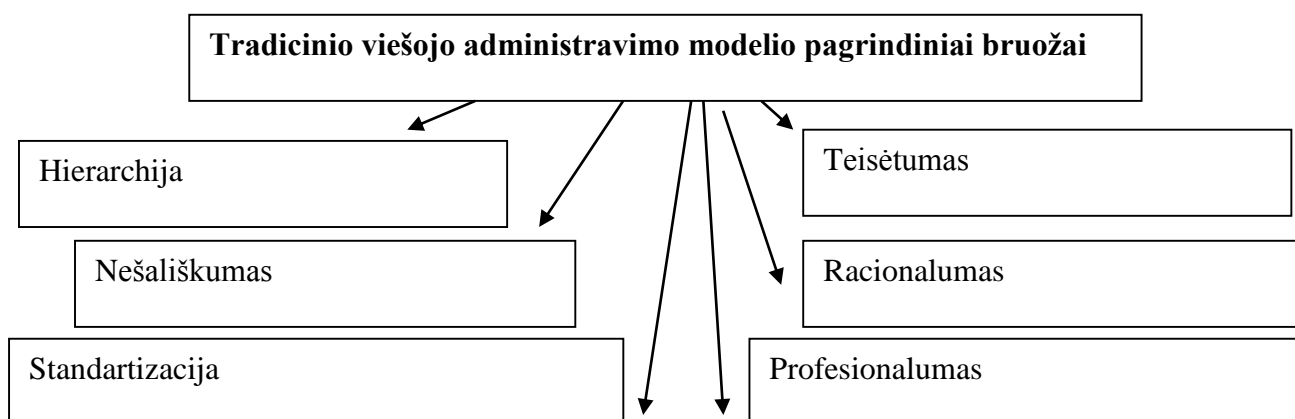 Tradicinio viešojo administravimo modelio pagrindiniai bruožai
Hierarchija
Teisėtumas
Nešališkumas
Racionalumas
Standartizacija
Profesionalumas